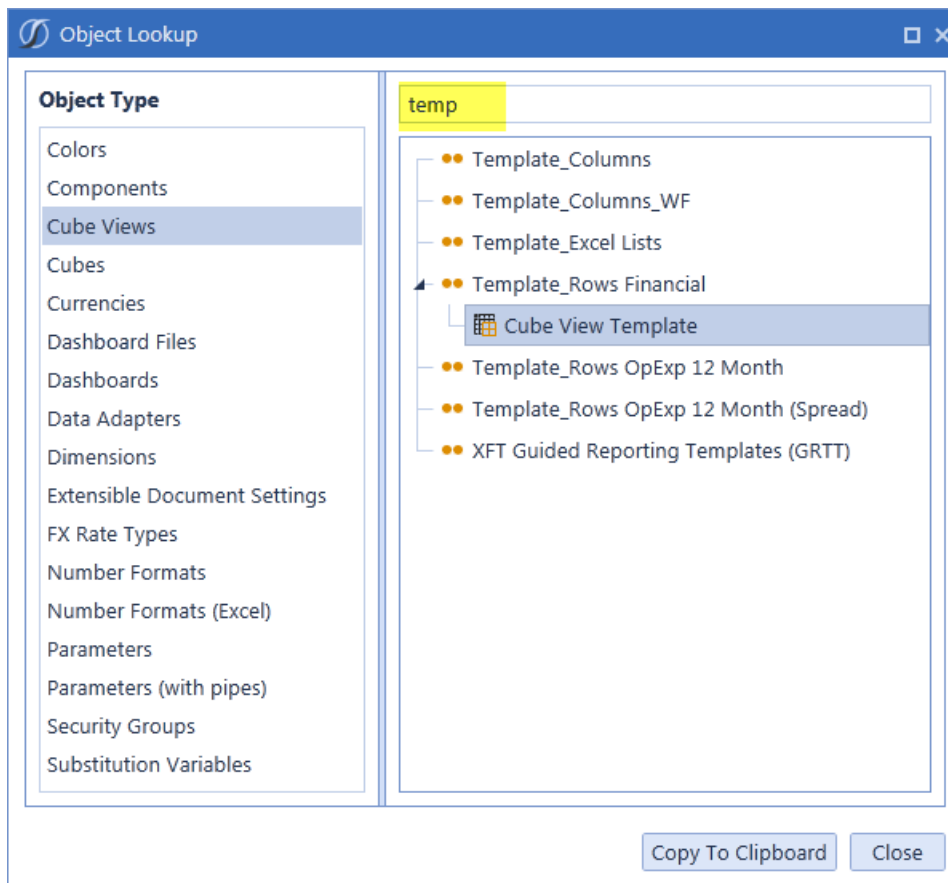 Object Lookup
Object Type
Colors
Components
Cube Views
Cubes
Currencies
Dashboard Files
Dashboards
Data Adapters
Dimensions
Extensible Document Settings
FX Rate Types
Number Formats
Number Formats (Excel)
Parameters
Parameters (with pipes)
Security Groups
Substitution Variables
temp
Template_Columns
Template_Columns_WF
Template_Excel Lists
Template_Rows Financial
Cube View Template
Template_Rows OpExp 12 Month
Template_Rows OpExp 12 Month (Spread)
XFT Guided Reporting Templates (GRTT)
Copy To Clipboard
Close